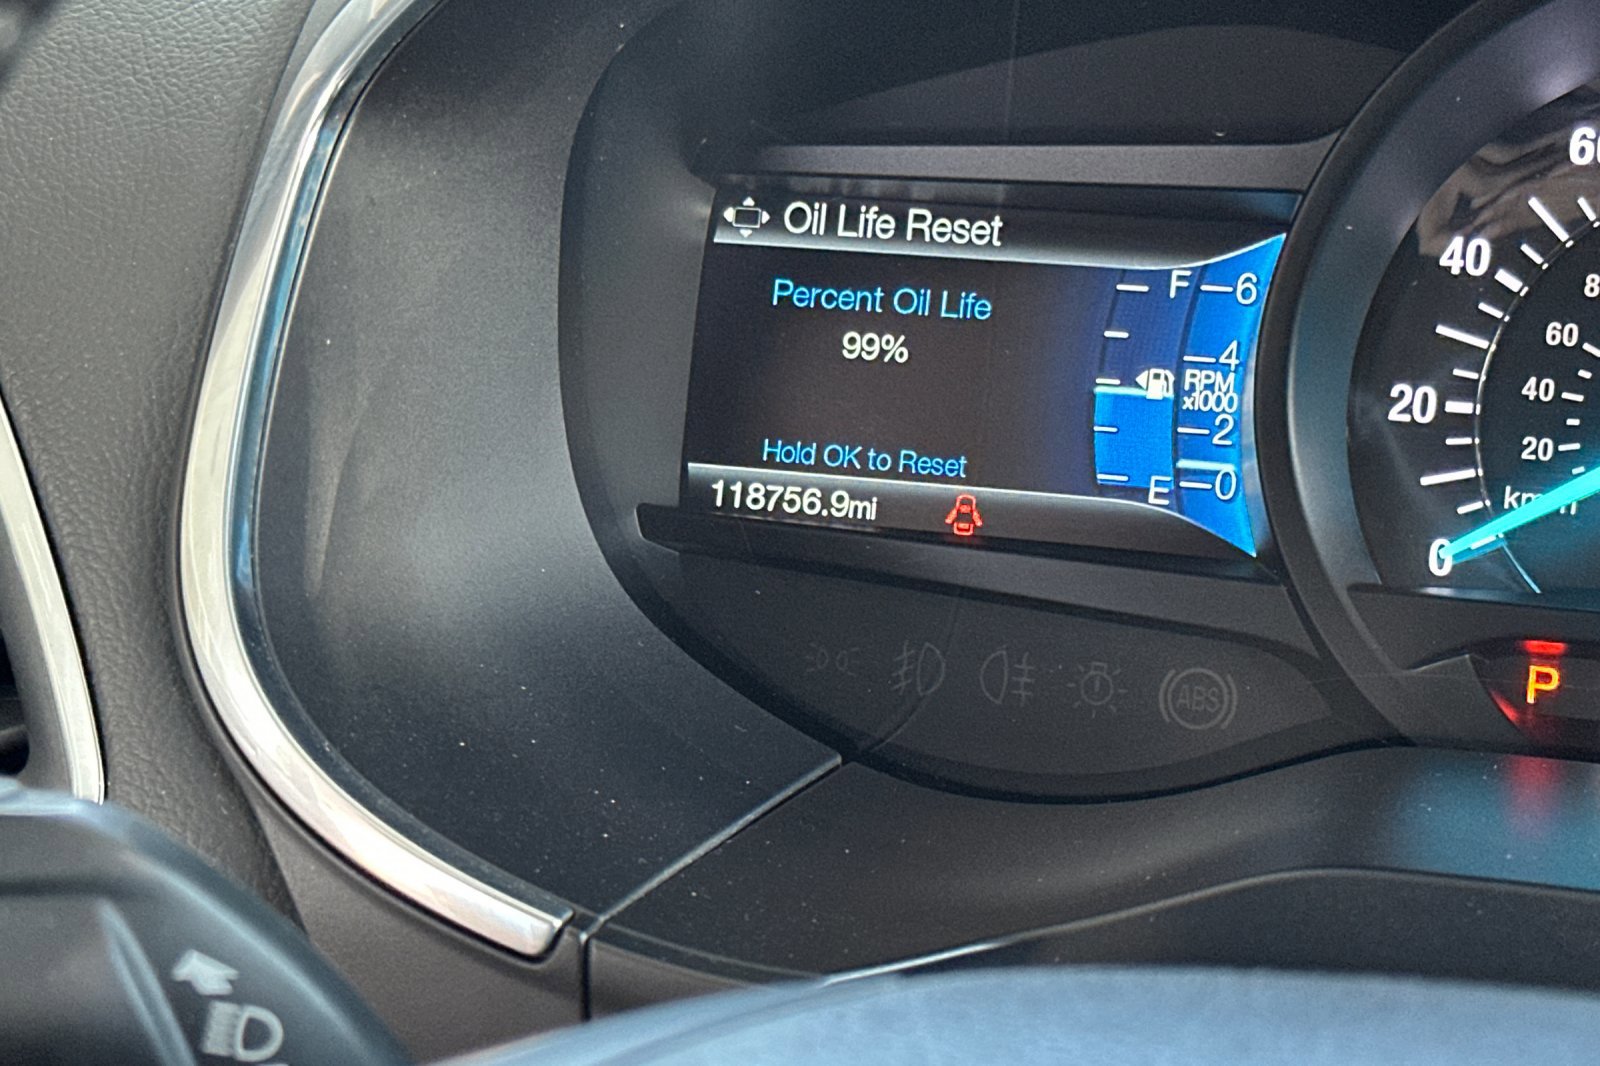 Oil Life Reset
Percent Oil Life
99%
Hold OK to Reset
118756.9mi
F
E
6
4
RPM
x1000
2
0
40
20
0
60
40
20
P
ABS